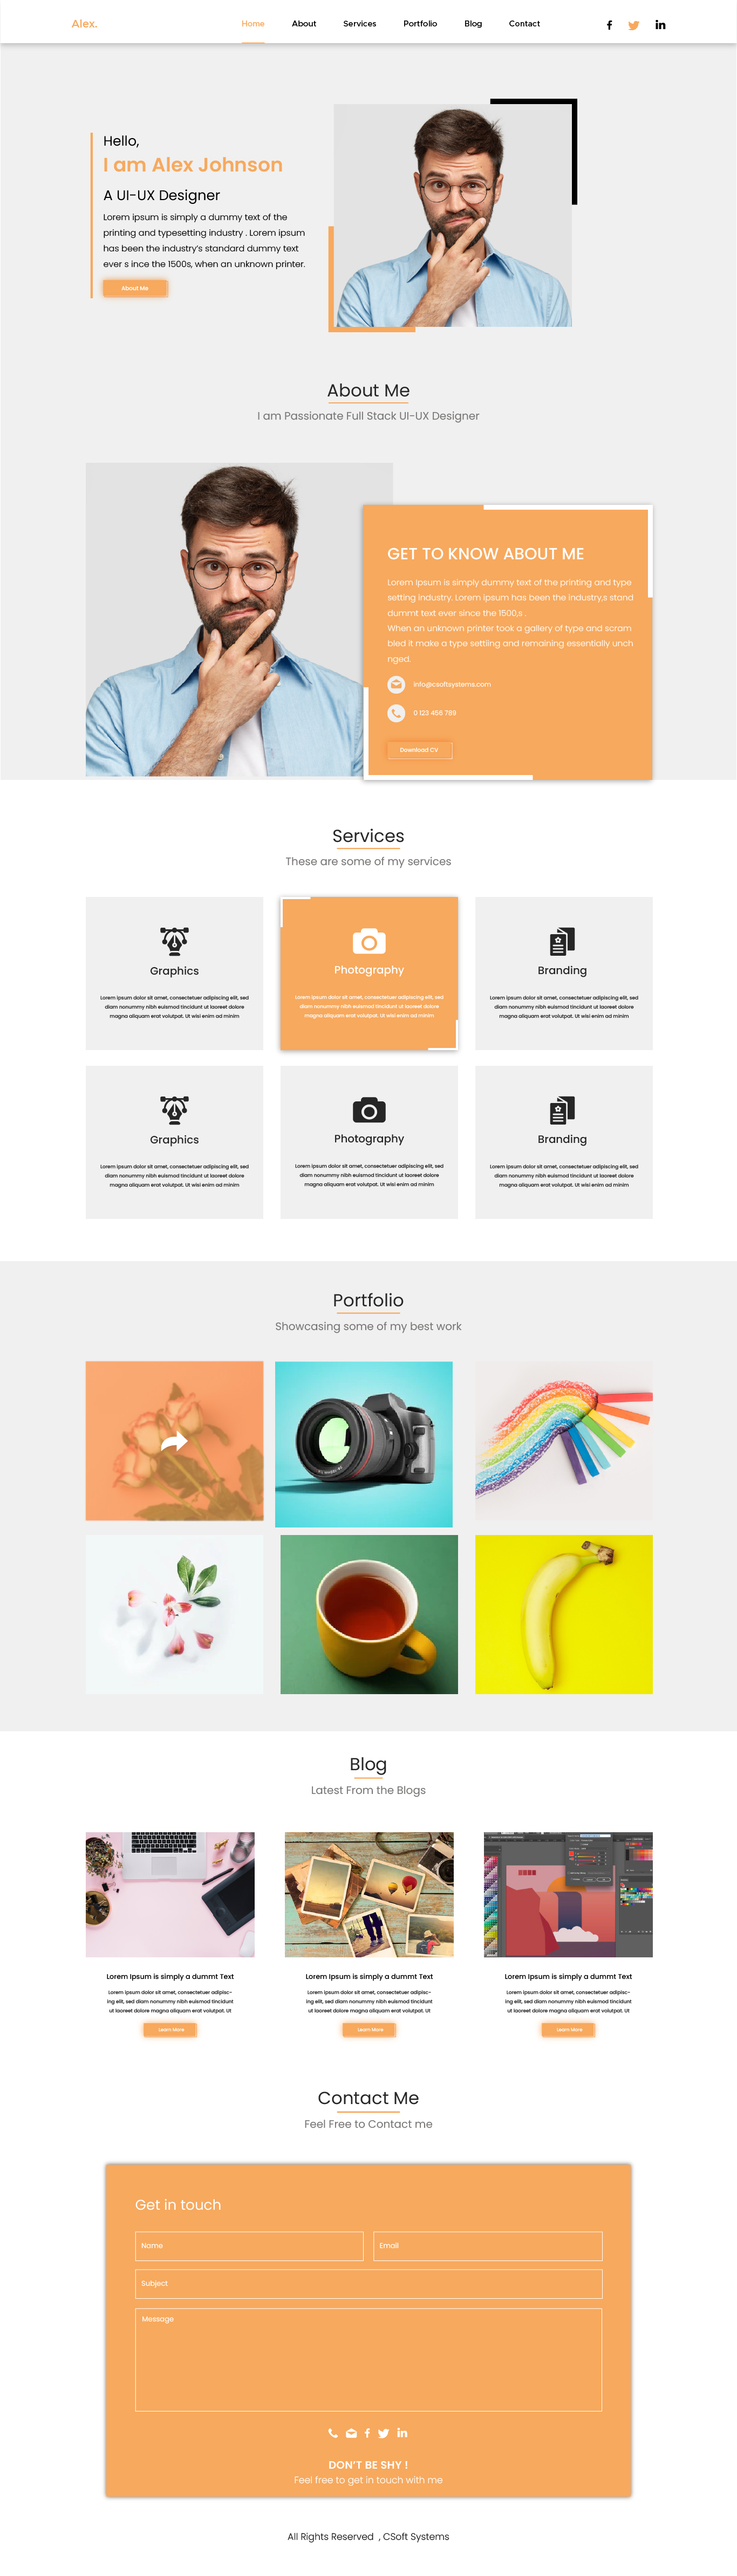 Alex.
Home About Services Portfolio Blog Contact
Hello,
I am Alex Johnson
A UI-UX Designer
Lorem ipsum is simply a dummy text of the
printing and typesetting industry . Lorem ipsum
has been the industry's standard dummy text
ever s ince the 1500s, when an unknown printer.
About Me
About Me
I am Passionate Full Stack UI-UX Designer
GET TO KNOW ABOUT ME
Lorem ipsum is simply dummy text of the printing and type
setting industry. Lorem ipsum has been the industry,s stand
dummt text ever since the 1500,s .
When an unknown printer took a gallery of type and scram
bled it make a type settling and remaining essentially unch
nged.
info@csoftsystems.com
0 123 456 789
Download CV
Services
These are some of my services
Graphics
Lorem ipsum dolor sit amet, consectetuer adipiscing elit, sed
diam nonummy nibh euismod tincidunt ut laoreet dolore
magna aliquam erat volutpat. Ut wisi enim ad minim
Photography
Lorem ipsum dolor sit amet, consectetuer adipiscing elit, sed
diam nonummy nibh euismod tincidunt ut laoreet dolore
magna aliquam erat volutpat. Ut wisi enim ad minim
Branding
Lorem ipsum dolor sit amet, consectetuer adipiscing elit, sed
diam nonummy nibh euismod tincidunt ut laoreet dolore
magna aliquam erat volutpat. Ut wisi enim ad minim
Graphics
Lorem ipsum dolor sit amet, consectetuer adipiscing elit, sed
diam nonummy nibh euismod tincidunt ut laoreet dolore
magna aliquam erat volutpat. Ut wisi enim ad minim
Photography
Lorem ipsum dolor sit amet, consectetuer adipiscing elit, sed
diam nonummy nibh euismod tincidunt ut laoreet dolore
magna aliquam erat volutpat. Ut wisi enim ad minim
Branding
Lorem ipsum dolor sit amet, consectetuer adipiscing elit, sed
diam nonummy nibh euismod tincidunt ut laoreet dolore
magna aliquam erat volutpat. Ut wisi enim ad minim
Portfolio
Showcasing some of my best work
Blog
Latest From the Blogs
Lorem Ipsum is simply a dummt Text
Lorem ipsum dolor sit amet, consectetuer adipisc-
ing elit, sed diam nonummy nibh euismod tincidunt
ut laoreet dolore magna aliquam erat volutpat. Ut
Learn More
Lorem Ipsum is simply a dummt Text
Lorem ipsum dolor sit amet, consectetuer adipisc-
ing elit, sed diam nonummy nibh euismod tincidunt
ut laoreet dolore magna aliquam erat volutpat. Ut
Learn More
Lorem Ipsum is simply a dummt Text
Lorem ipsum dolor sit amet, consectetuer adipisc-
ing elit, sed diam nonummy nibh euismod tincidunt
ut laoreet dolore magna aliquam erat volutpat. Ut
Learn More
Contact Me
Feel Free to Contact me
Get in touch
Name
Email
Subject
Message
DON'T BE SHY !
Feel free to get in touch with me
All Rights Reserved , CSoft Systems